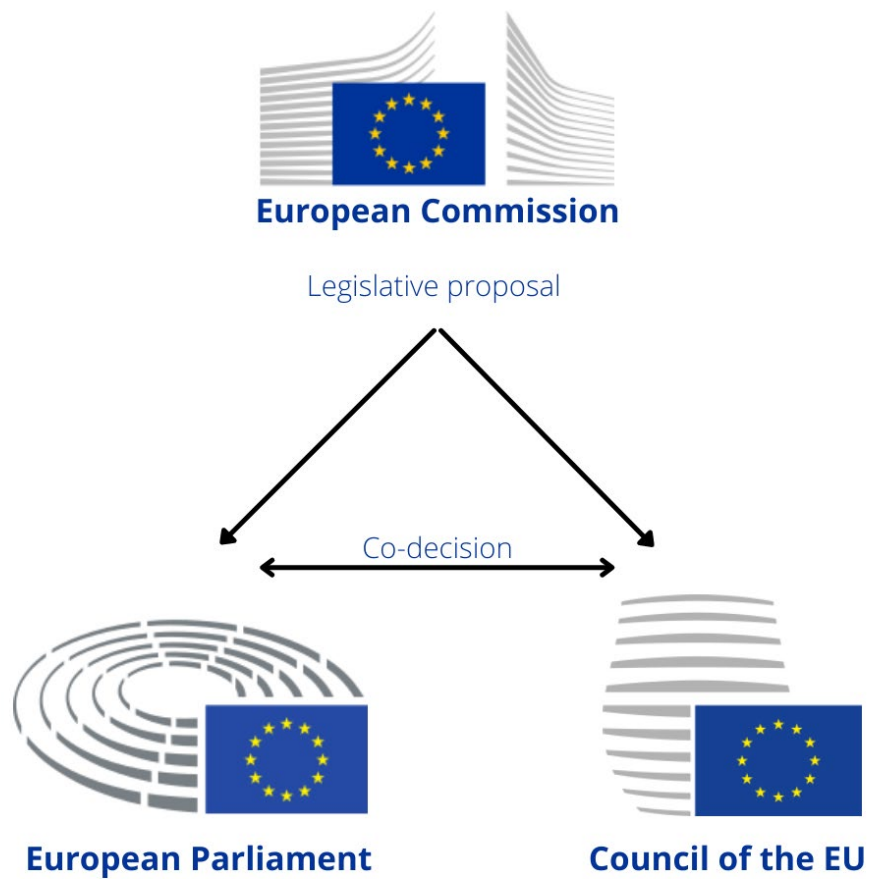 European Commission
Legislative proposal
Co-decision
European Parliament
Council of the EU